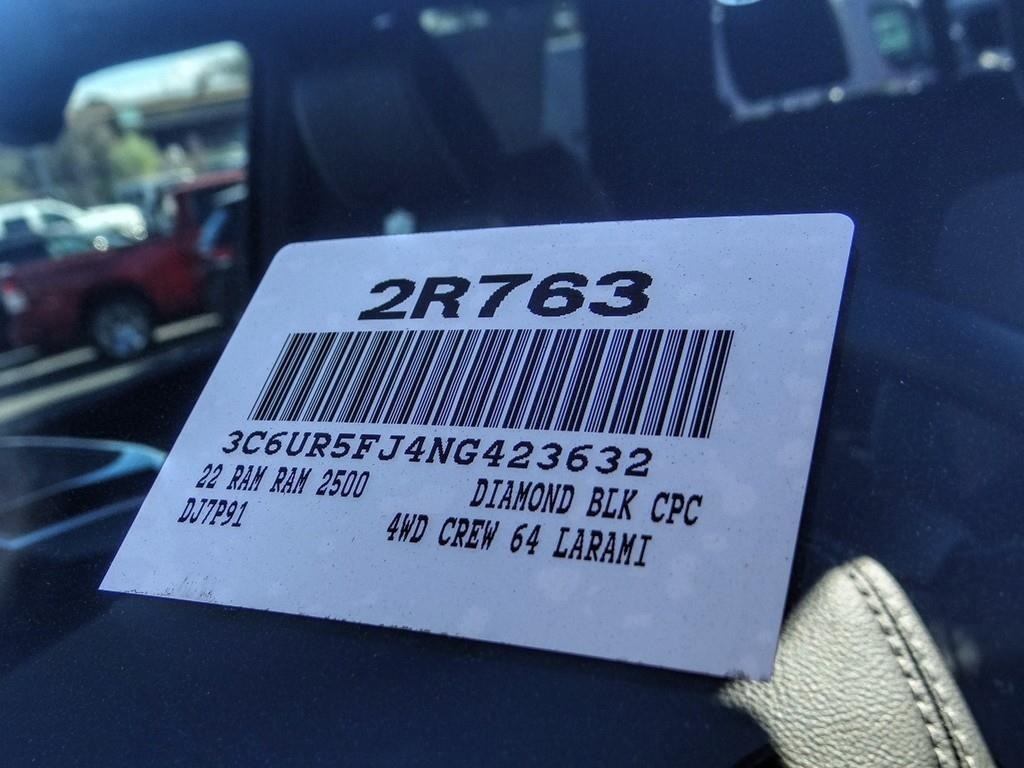 2R763
3C6UR5FJ4NG423632
22 RAM RAM 2500 DIAMOND BLK CPC
DJ7P91 4WD CREW 64 LARAMI